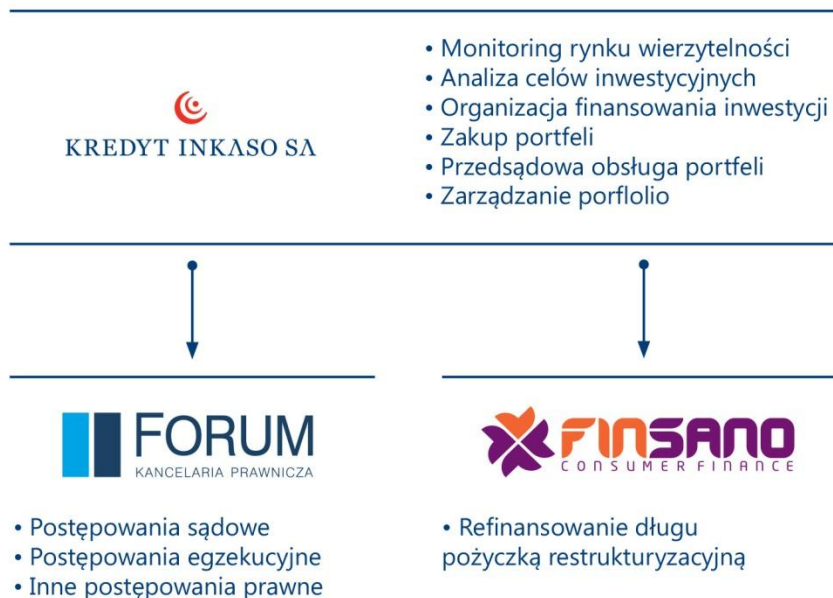 KREDYT INKASO SA
• Monitoring rynku wierzytelności
• Analiza celów inwestycyjnych
• Organizacja finansowania inwestycji
• Zakup portfeli
• Przedsądowa obsługa portfeli
• Zarządzanie porflolio
FORUM
KANCELARIA PRAWNICZA
• Postępowania sądowe
• Postępowania egzekucyjne
• Inne postępowania prawne
FINSANO
CONSUMER FINANCE
• Refinansowanie długu
pożyczką restrukturyzacyjną